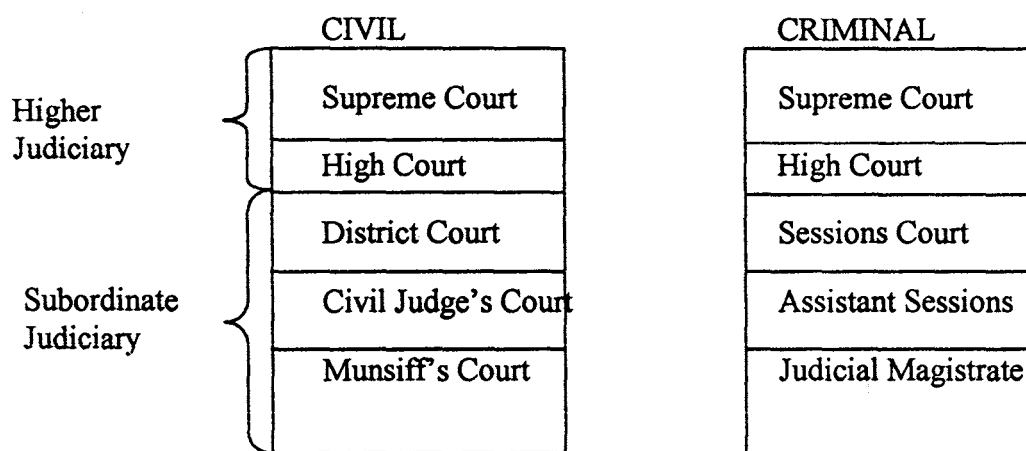 CIVIL
CRIMINAL
Higher
Judiciary
Supreme Court
Supreme Court
High Court
High Court
District Court
Sessions Court
Subordinate
Judiciary
Civil Judge's Court
Assistant Sessions
Munsiff's Court
Judicial Magistrate